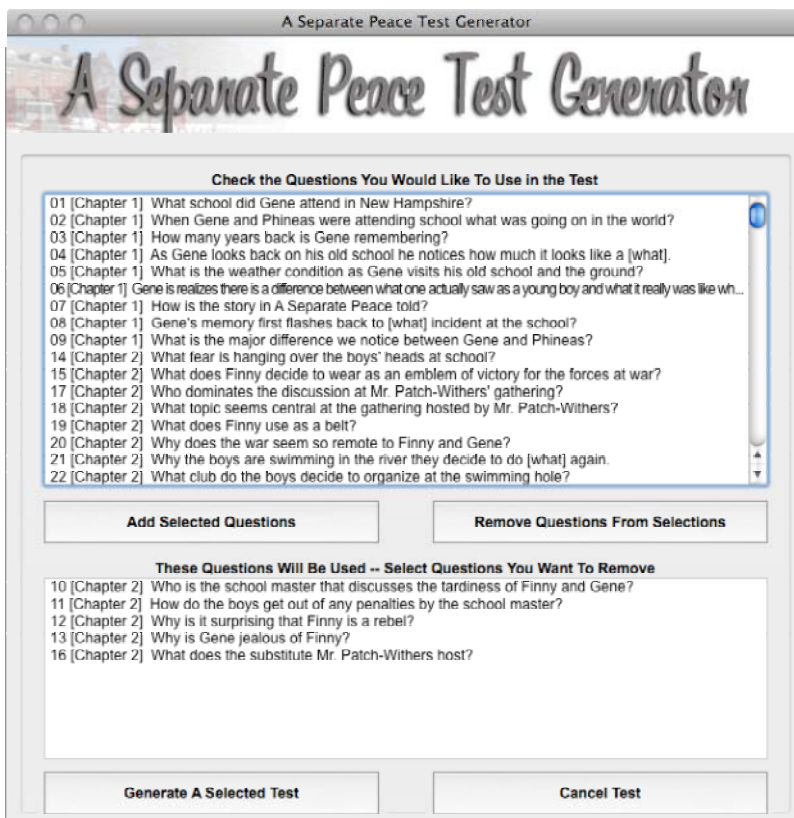 A Separate Peace Test Generator
A Separate Peace Test Generator
Check the Questions You Would Like To Use in the Test
01 [Chapter 1] What school did Gene attend in New Hampshire?
02 [Chapter 1] When Gene and Phineas were attending school what was going on in the world?
03 [Chapter 1] How many years back is Gene remembering?
04 [Chapter 1] As Gene looks back on his old school he notices how much it looks like a [what].
05 [Chapter 1] What is the weather condition as Gene visits his old school and the ground?
06 [Chapter 1] Gene is realizes there is a difference between what one actually saw as a young boy and what it really was like wh...
07 [Chapter 1] How is the story in A Separate Peace told?
08 [Chapter 1] Gene's memory first flashes back to [what] incident at the school?
09 [Chapter 1] What is the major difference we notice between Gene and Phineas?
14 [Chapter 2] What fear is hanging over the boys' heads at school?
15 [Chapter 2] What does Finny decide to wear as an emblem of victory for the forces at war?
17 [Chapter 2] Who dominates the discussion at Mr. Patch-Withers' gathering?
18 [Chapter 2] What topic seems central at the gathering hosted by Mr. Patch-Withers?
19 [Chapter 2] What does Finny use as a belt?
20 [Chapter 2] Why does the war seem so remote to Finny and Gene?
21 [Chapter 2] Why the boys are swimming in the river they decide to do [what] again.
22 [Chapter 2] What club do the boys decide to organize at the swimming hole?
Add Selected Questions
Remove Questions From Selections
These Questions Will Be Used -- Select Questions You Want To Remove
10 [Chapter 2] Who is the school master that discusses the tardiness of Finny and Gene?
11 [Chapter 2] How do the boys get out of any penalties by the school master?
12 [Chapter 2] Why is it surprising that Finny is a rebel?
13 [Chapter 2] Why is Gene jealous of Finny?
16 [Chapter 2] What does the substitute Mr. Patch-Withers host?
Generate A Selected Test
Cancel Test